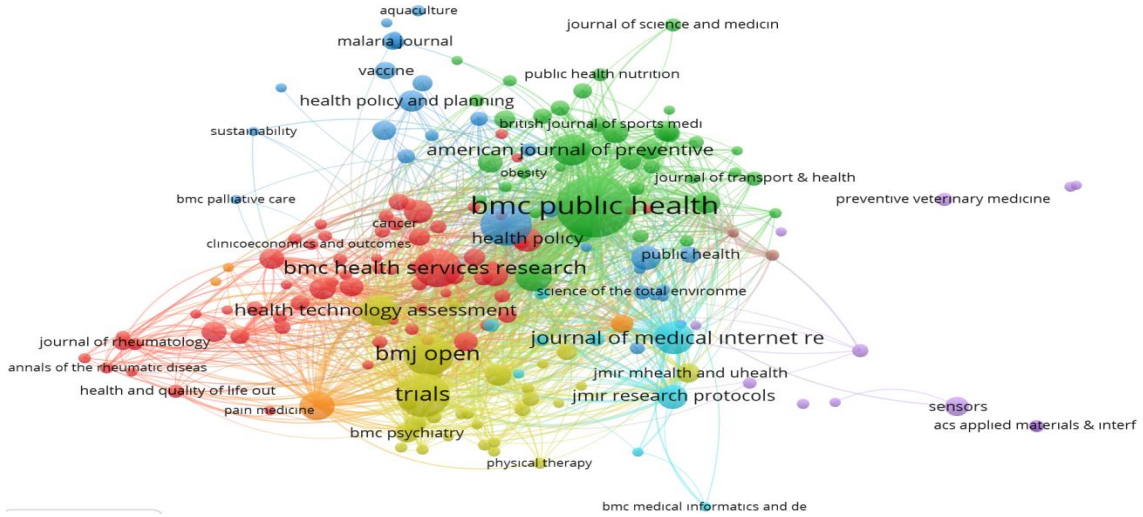 aquaculture
journal of science and medicin
malaria journal
vaccine
public health nutrition
health policy and planning
british journal of sports medi
sustainability
american journal of preventive
obesity
journal of transport & health
bmc palliative care
preventive veterinary medicine
bmc public health
cancer
health policy
clinicoeconomics and outcomes
public health
bmc health services research
science of the total environme
health technology assessment
journal of rheumatology
journal of medical internet re
bmj open
annals of the rheumatic diseas
jmir mhealth and uhealth
health and quality of life out
trials
jmir research protocols
pain medicine
sensors
acs applied materials & interf
bmc psychiatry
physical therapy
bmc medical informatics and de